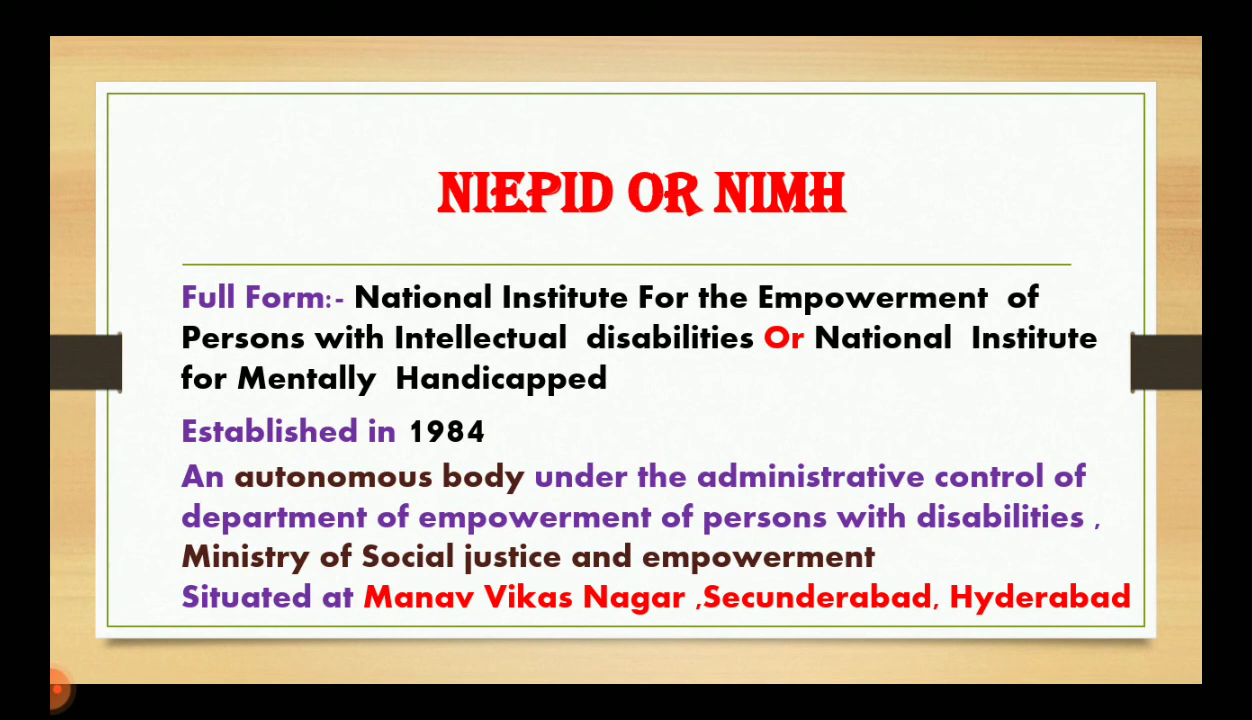 NIEPID OR NIMH
Full Form:- National Institute For the Empowerment of
Persons with Intellectual disabilities Or National Institute
for Mentally Handicapped
Established in 1984
An autonomous body under the administrative control of
department of empowerment of persons with disabilities ,
Ministry of Social justice and empowerment
Situated at Manav Vikas Nagar ,Secunderabad, Hyderabad